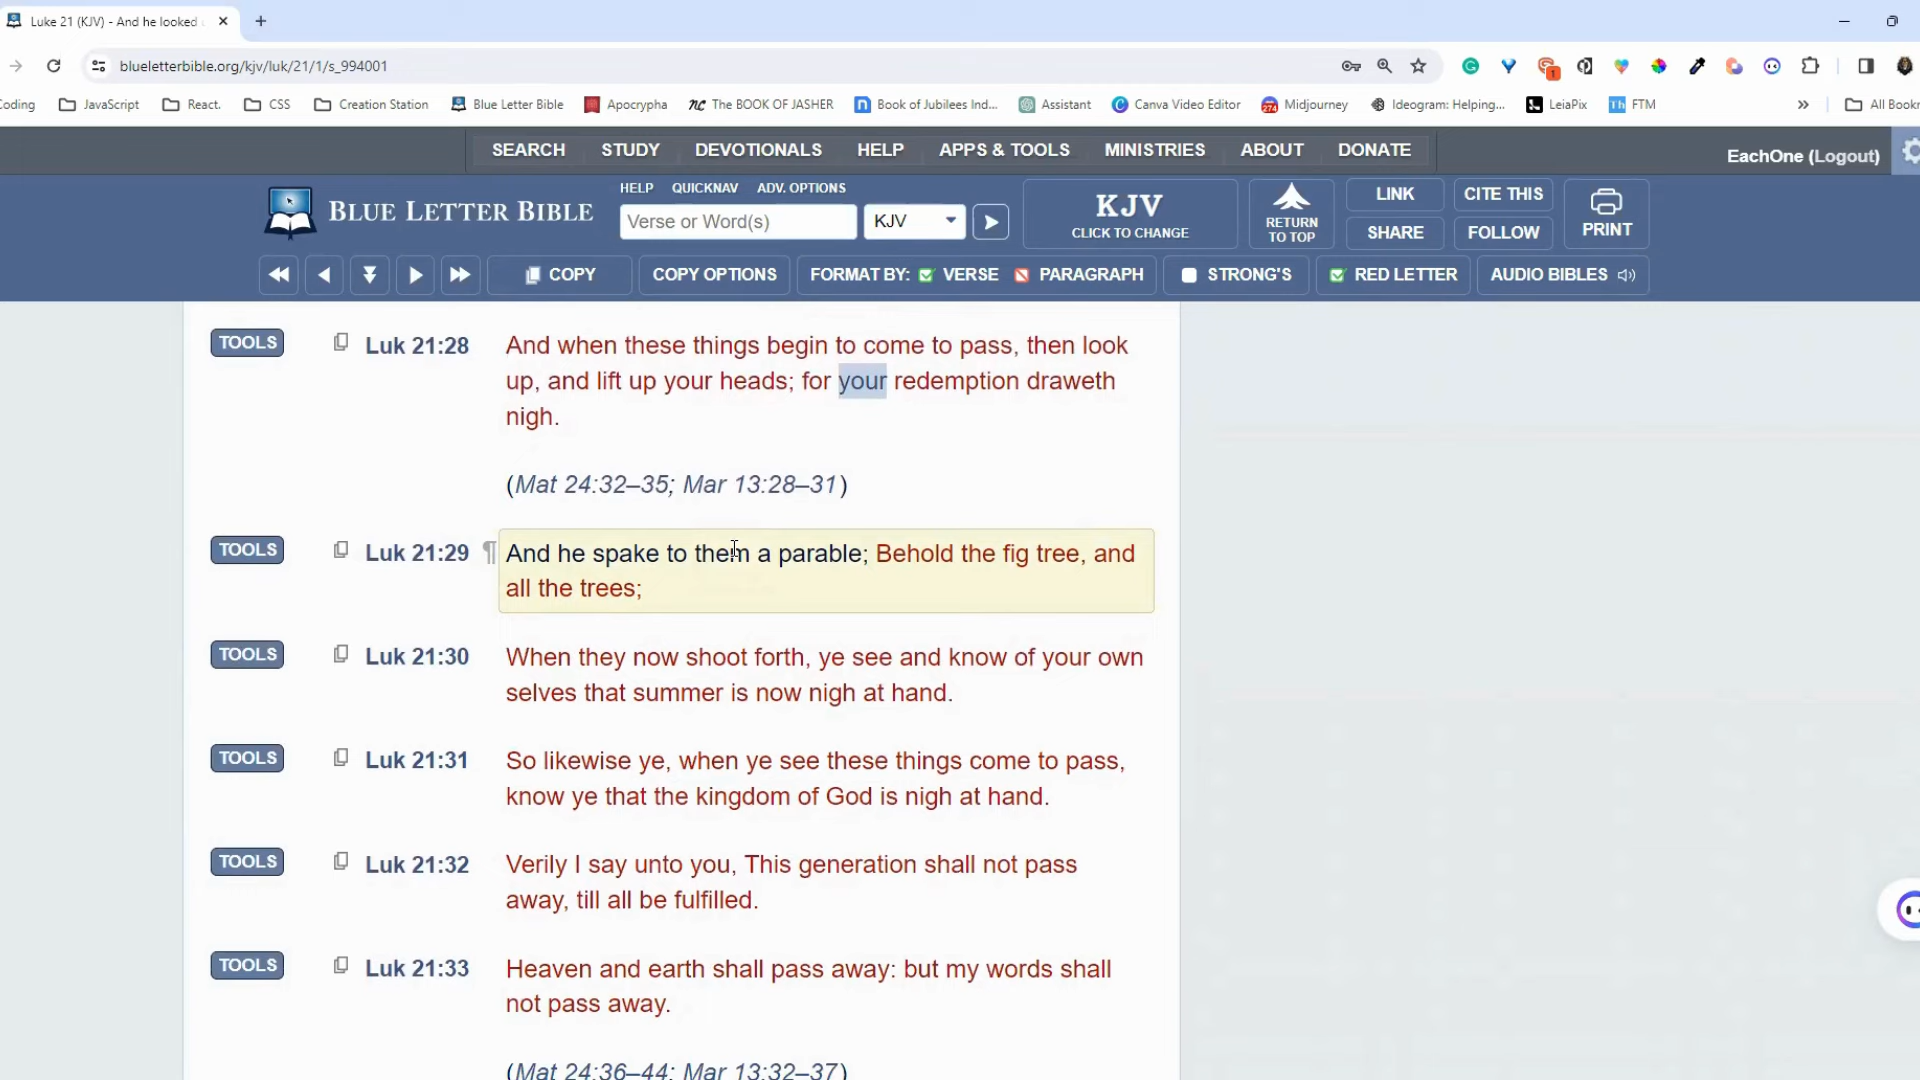 Luke 21 (KJV) - And he looked
blueletterbible.org/kjv/luk/21/1/s_994001
1
oding JavaScript React. CSS Creation Station Blue Letter Bible Apocrypha The BOOK OF JASHER Book of Jubilees Ind... Assistant Canva Video Editor 274 Midjourney Ideogram: Helping... LeiaPix Th FTM » All Book
SEARCH STUDY DEVOTIONALS HELP APPS & TOOLS MINISTRIES ABOUT DONATE
EachOne (Logout)
HELP QUICKNAV ADV. OPTIONS
BLUE LETTER BIBLE
Verse or Word(s) KJV
KJV
CLICK TO CHANGE
RETURN
TO TOP
LINK CITE THIS
SHARE FOLLOW
PRINT
COPY COPY OPTIONS FORMAT BY: VERSE PARAGRAPH STRONG'S RED LETTER AUDIO BIBLES
TOOLS Luk 21:28 And when these things begin to come to pass, then look
up, and lift up your heads; for your redemption draweth
nigh.
(Mat 24:32–35; Mar 13:28–31)
TOOLS Luk 21:29 ¶ And he spake to them a parable; Behold the fig tree, and
all the trees;
TOOLS Luk 21:30 When they now shoot forth, ye see and know of your own
selves that summer is now nigh at hand.
TOOLS Luk 21:31 So likewise ye, when ye see these things come to pass,
know ye that the kingdom of God is nigh at hand.
TOOLS Luk 21:32 Verily I say unto you, This generation shall not pass
away, till all be fulfilled.
TOOLS Luk 21:33 Heaven and earth shall pass away: but my words shall
not pass away.
(Mat 24:36–44; Mar 13:32–37)